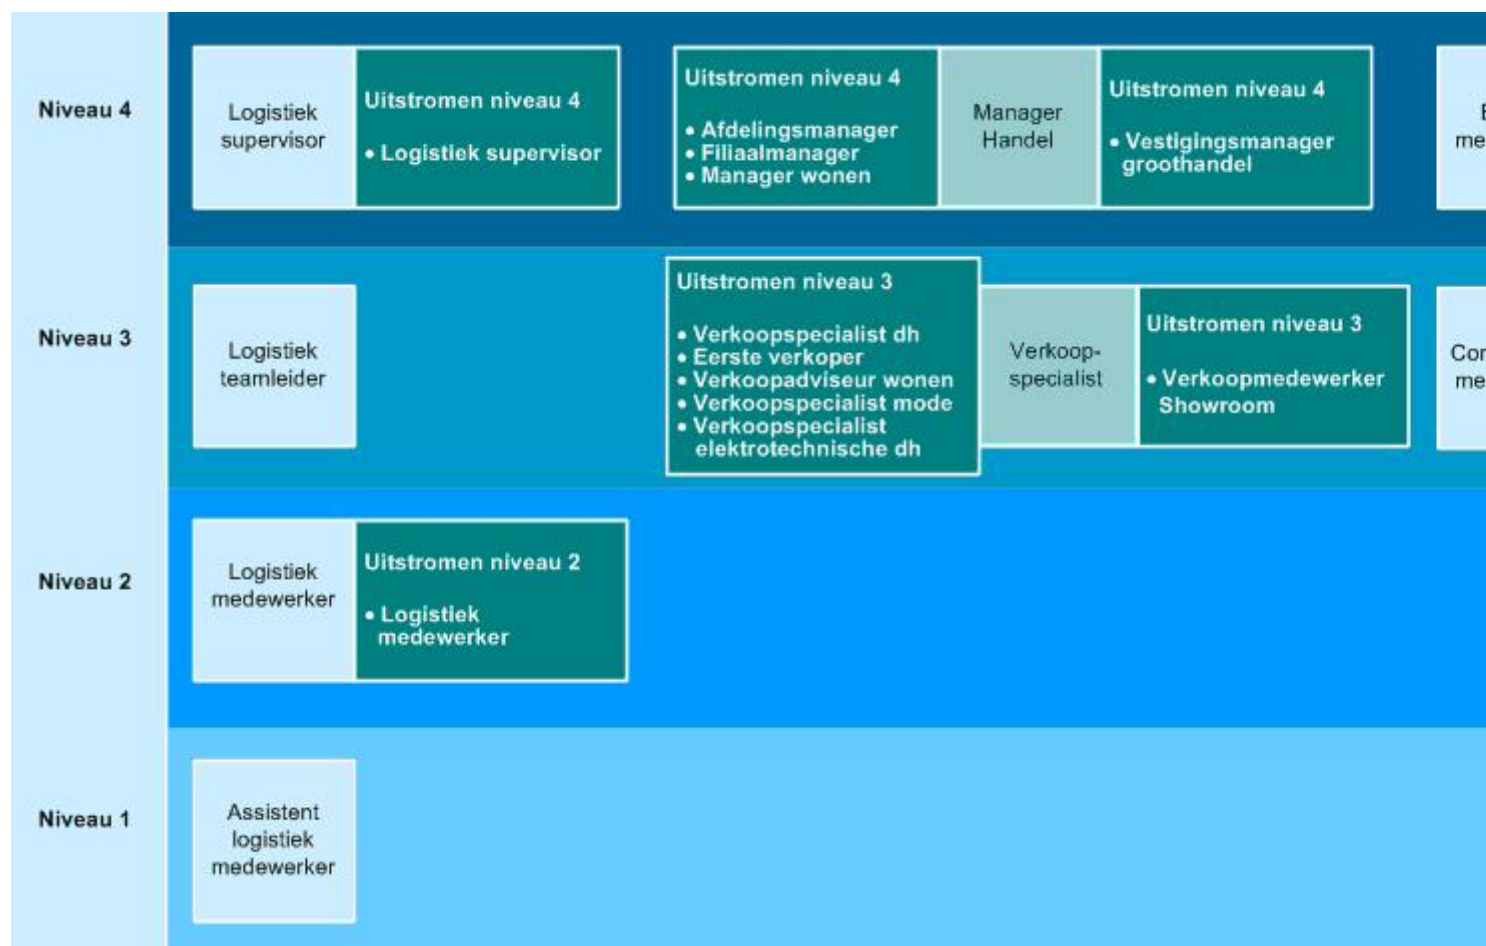 Niveau 4
Logistiek
supervisor
Uitstromen niveau 4
• Logistiek supervisor
Uitstromen niveau 4
• Afdelingsmanager
• Filiaalmanager
• Manager wonen
Manager
Handel
Uitstromen niveau 4
• Vestigingsmanager
groothandel
Niveau 3
Logistiek
teamleider
Uitstromen niveau 3
• Verkoopspecialist dh
• Eerste verkoper
• Verkoopadviseur wonen
• Verkoopspecialist mode
• Verkoopspecialist
elektrotechnische dh
Verkoop-
specialist
Uitstromen niveau 3
• Verkoopmedewerker
Showroom
Niveau 2
Logistiek
medewerker
Uitstromen niveau 2
• Logistiek
medewerker
Niveau 1
Assistent
logistiek
medewerker